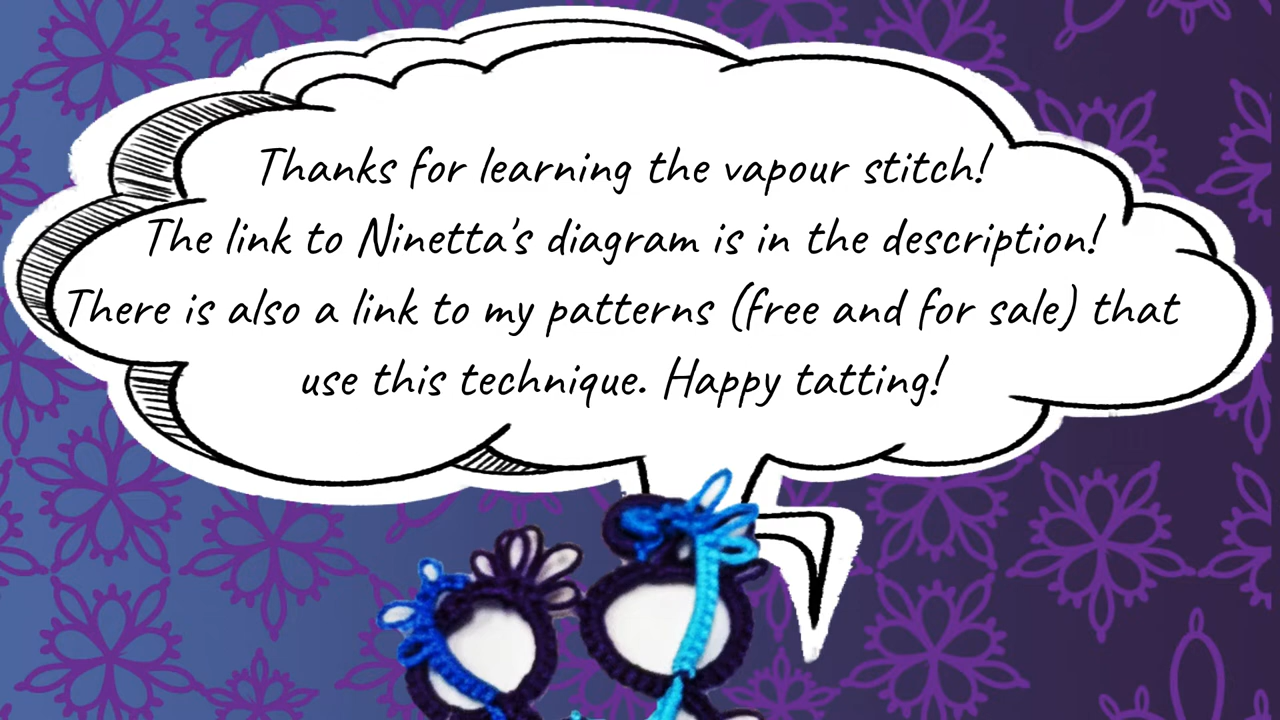 Thanks for learning the vapour stitch!
The link to Ninetta's diagram is in the description!
There is also a link to my patterns (free and for sale) that
use this technique. Happy tatting!